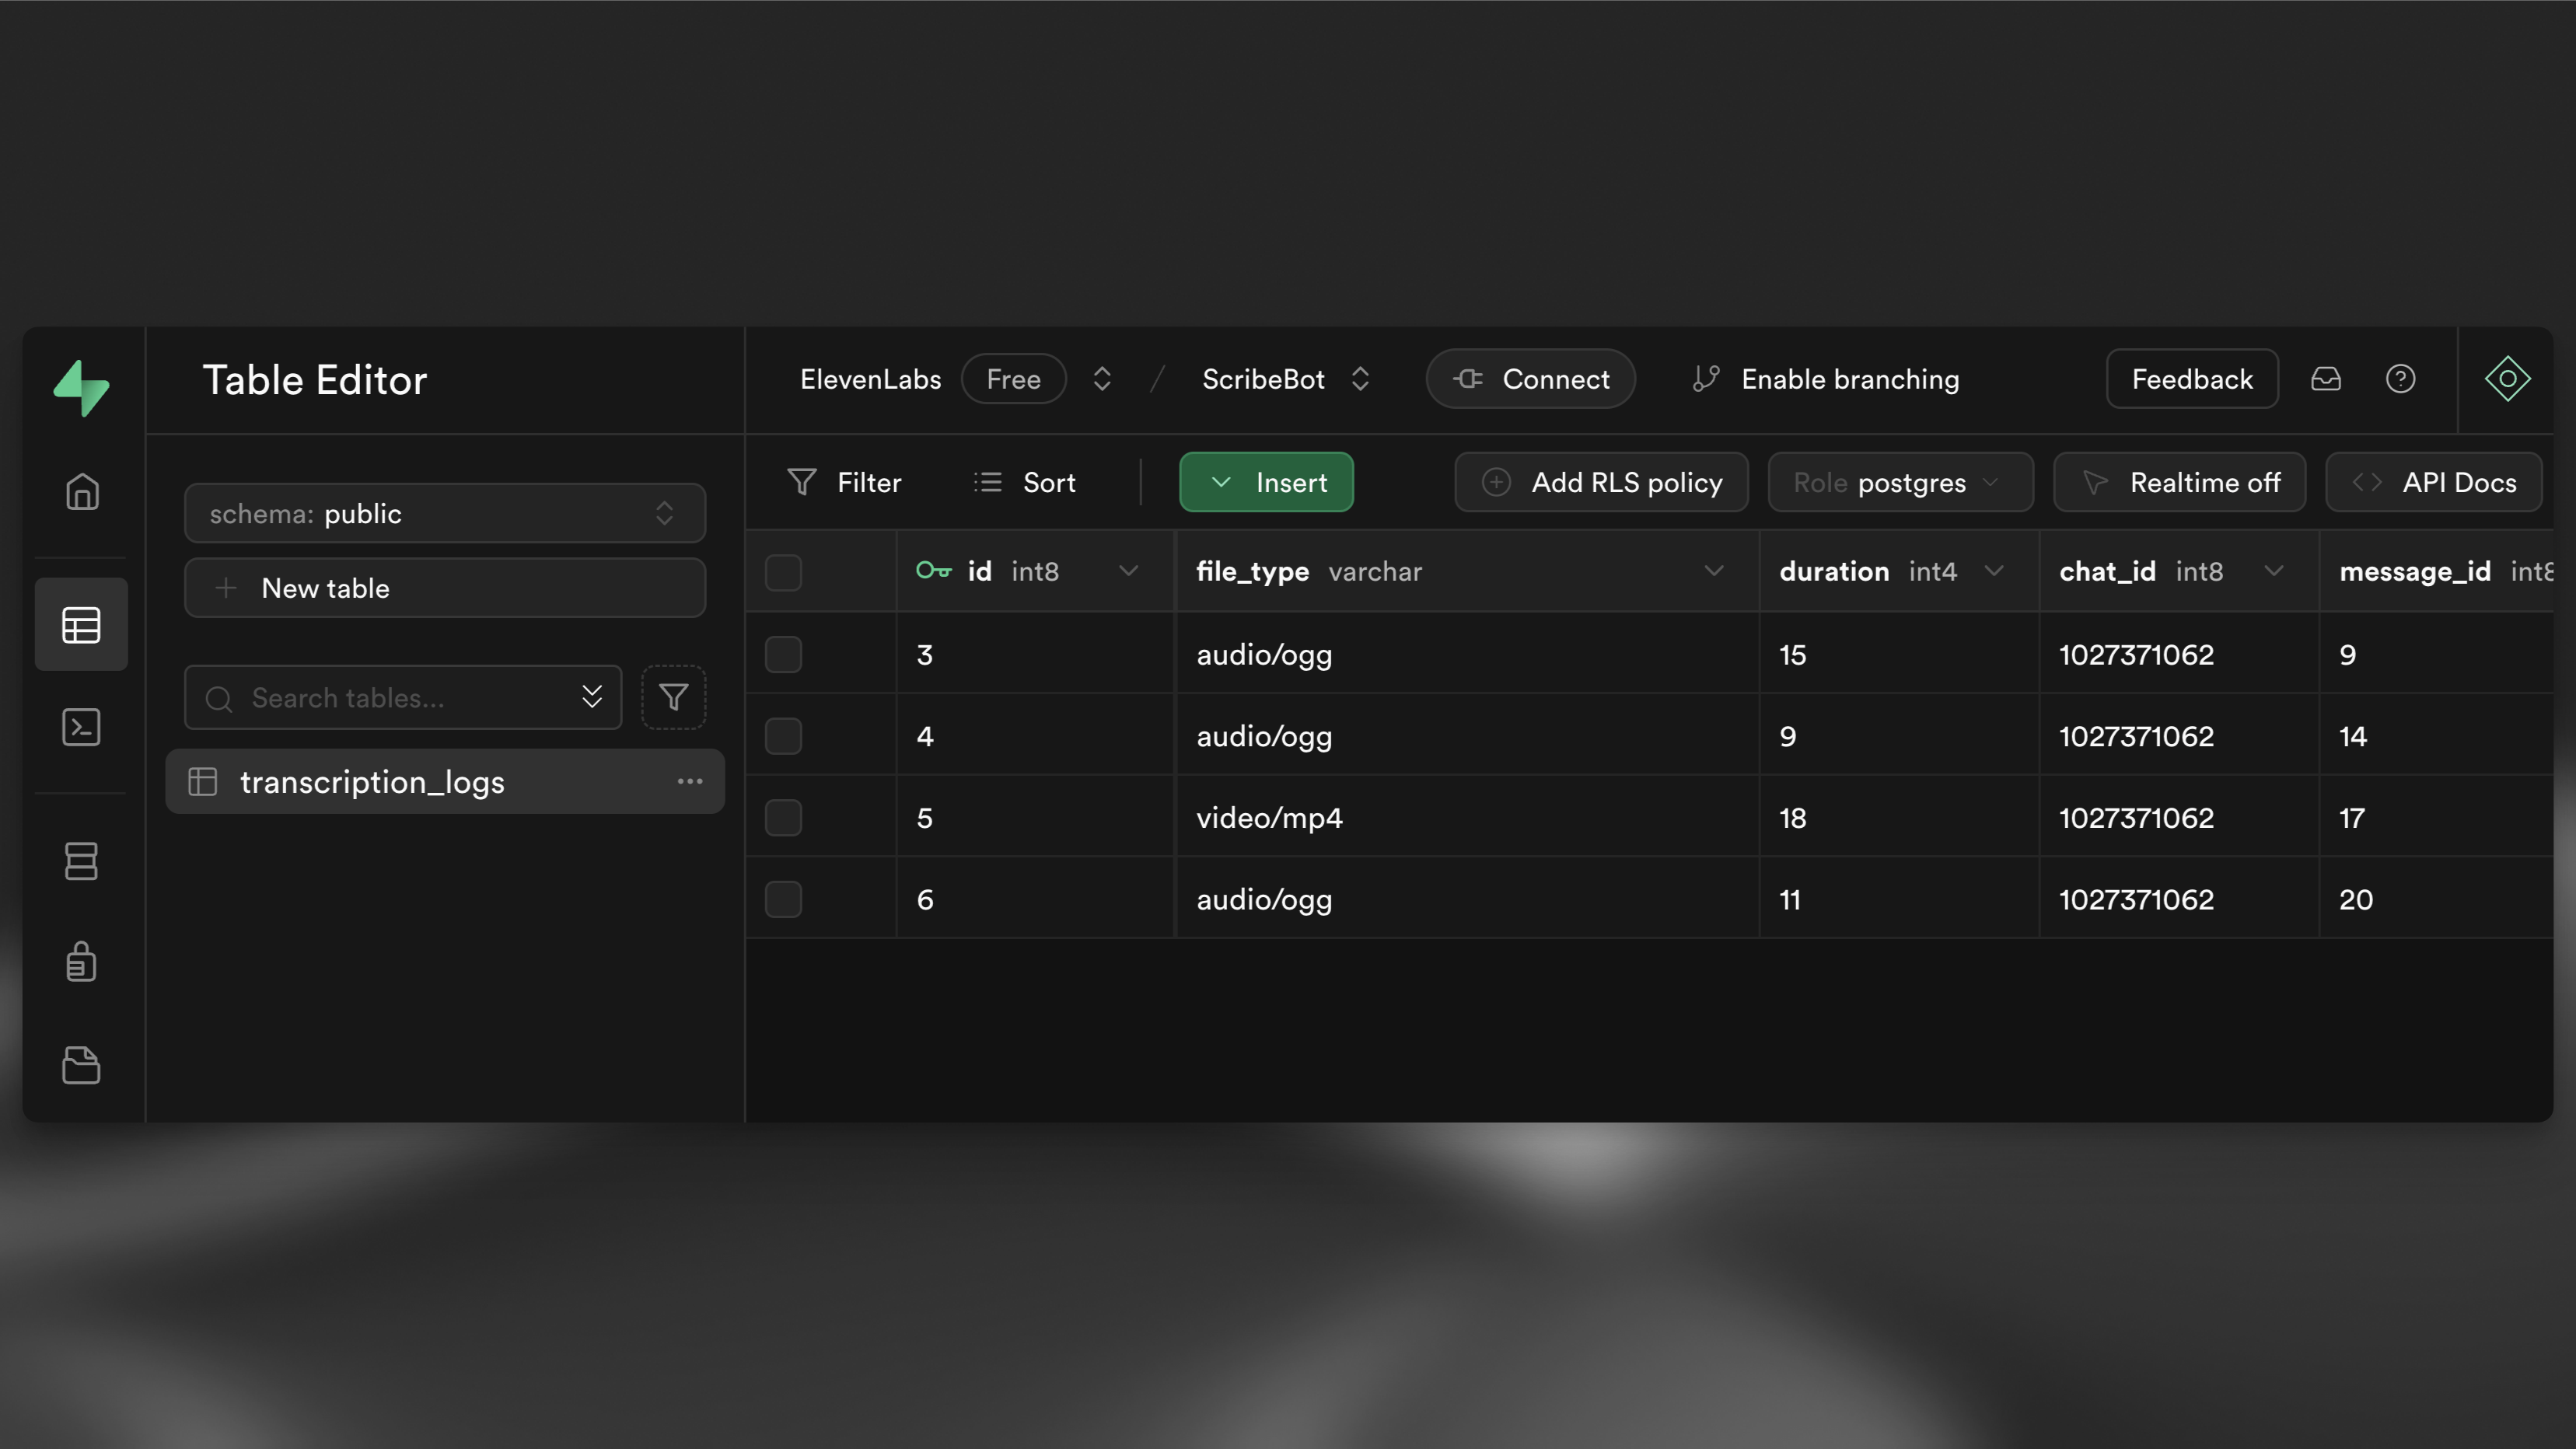 Table Editor
ElevenLabs Free / ScribeBot Connect Enable branching Feedback
schema: public
New table
Search tables...
transcription_logs
Filter Sort Insert Add RLS policy Role postgres Realtime off API Docs
id int8 file_type varchar duration int4 chat_id int8 message_id int8
3 audio/ogg 15 1027371062 9
4 audio/ogg 9 1027371062 14
5 video/mp4 18 1027371062 17
6 audio/ogg 11 1027371062 20